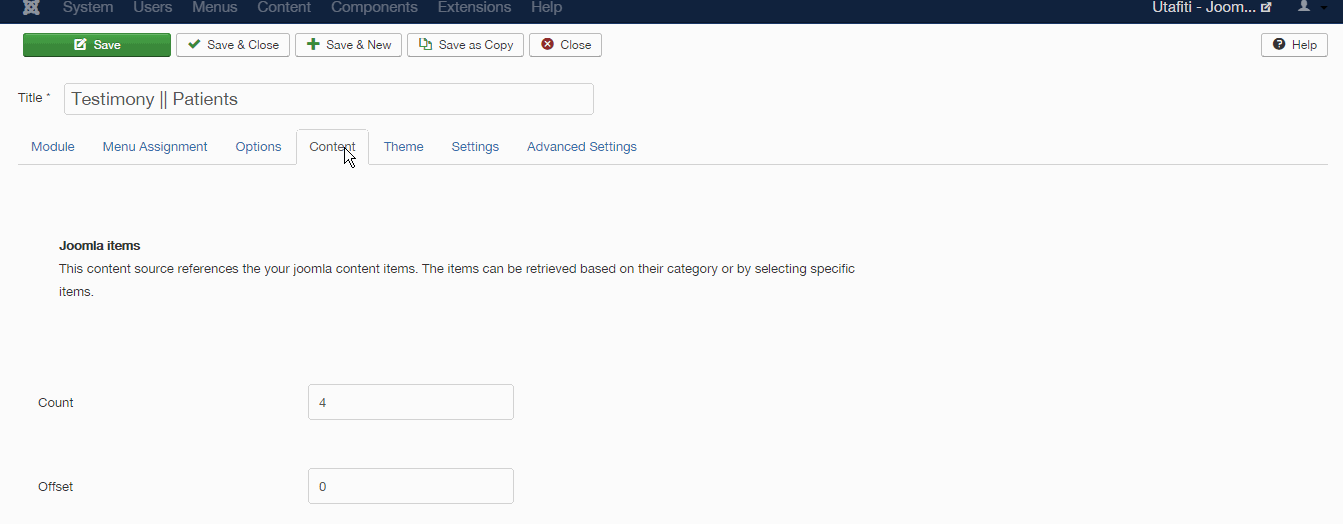 System Users Menus Content Components Extensions Help Utafiti - Joom...
Save Save & Close Save & New Save as Copy Close Help
Title * Testimony || Patients
Module Menu Assignment Options Content Theme Settings Advanced Settings
Joomla items
This content source references the your joomla content items. The items can be retrieved based on their category or by selecting specific
items.
Count 4
Offset 0